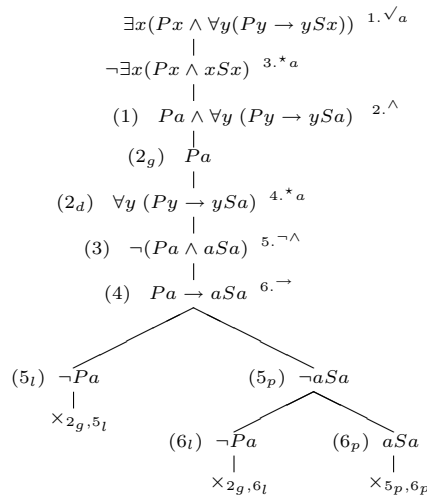 ∃x(Px ∧ ∀y(Py → ySx)) 1.√a
¬∃x(Px ∧ xSx) 3.⋆a
(1) Pa ∧ ∀y (Py → ySa) 2.∧
(2g) Pa
(2d) ∀y (Py → ySa) 4.⋆a
(3) ¬(Pa ∧ aSa) 5.¬∧
(4) Pa → aSa 6.→
(5l) ¬Pa (5p) ¬aSa
×2g,5l
(6l) ¬Pa (6p) aSa
×2g,6l ×5p,6p